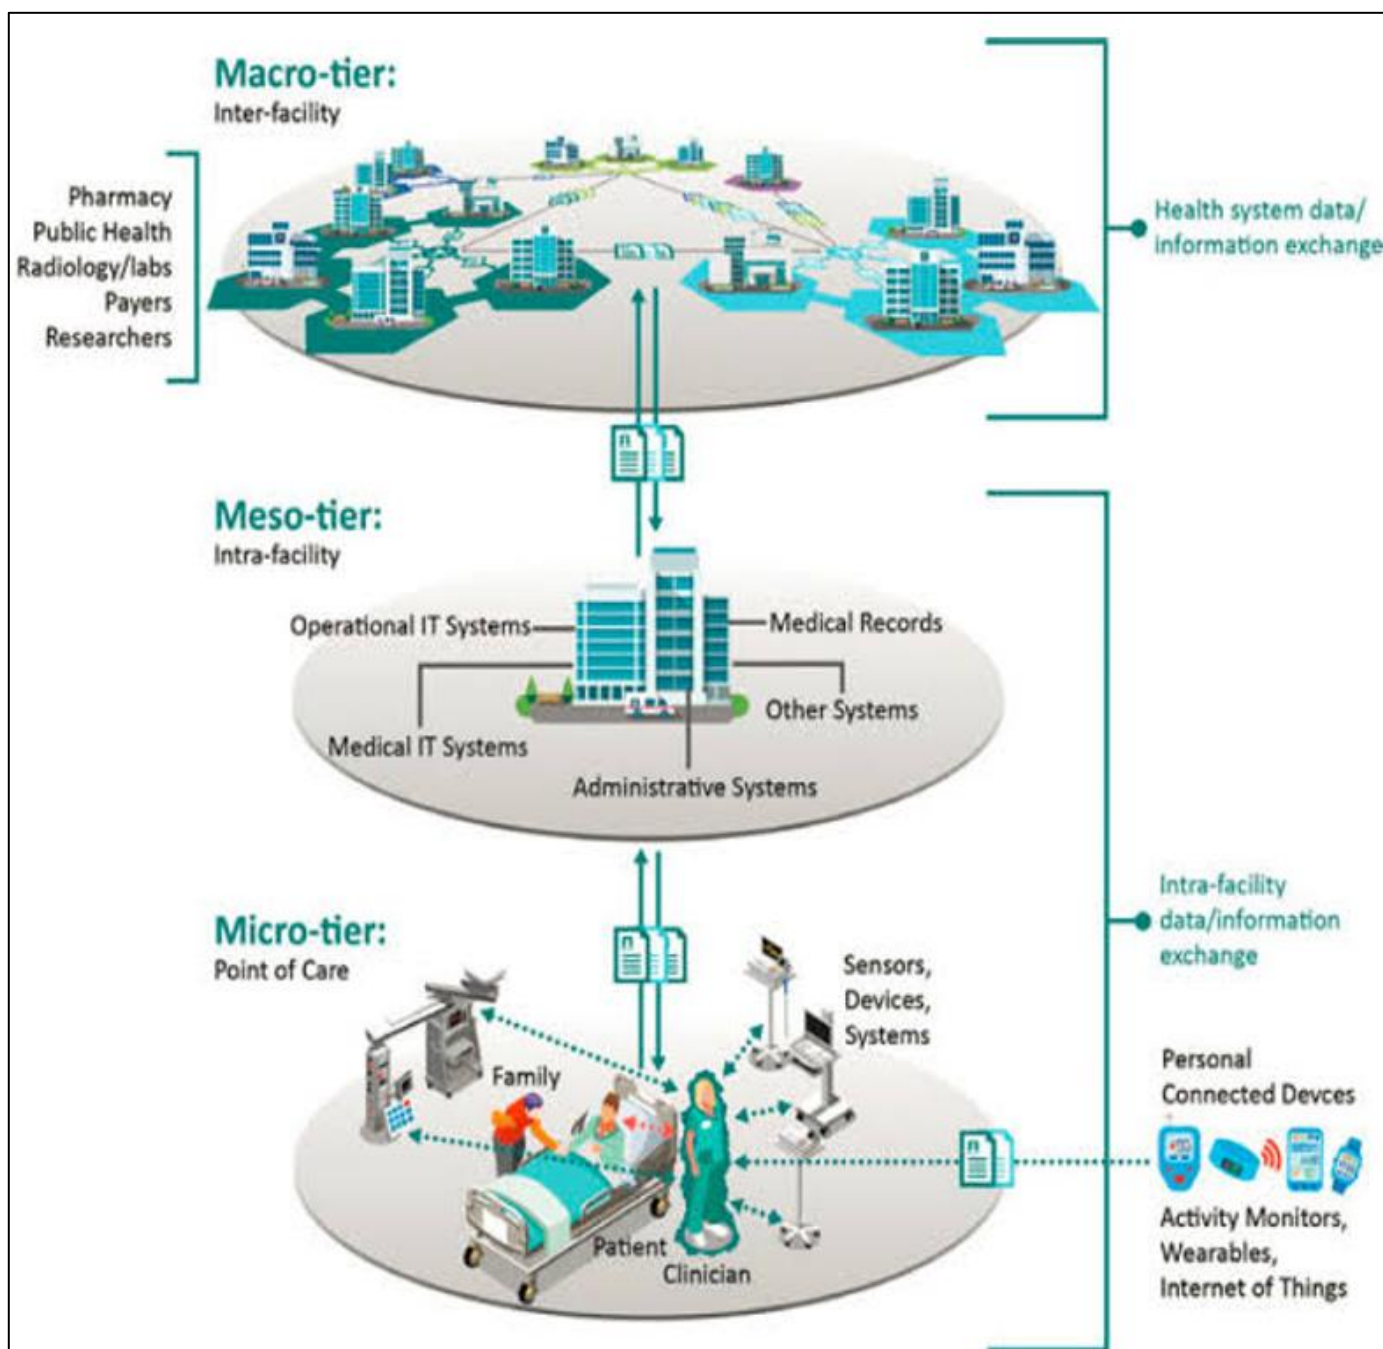 Macro-tier:
Inter-facility
Pharmacy
Public Health
Radiology/labs
Payers
Researchers
Health system data/
information exchange
Meso-tier:
Intra-facility
Operational IT Systems
Medical Records
Other Systems
Medical IT Systems
Administrative Systems
Intra-facility
data/information
exchange
Micro-tier:
Point of Care
Sensors,
Devices,
Systems
Family
Patient
Clinician
Personal
Connected Devces
Activity Monitors,
Wearables,
Internet of Things